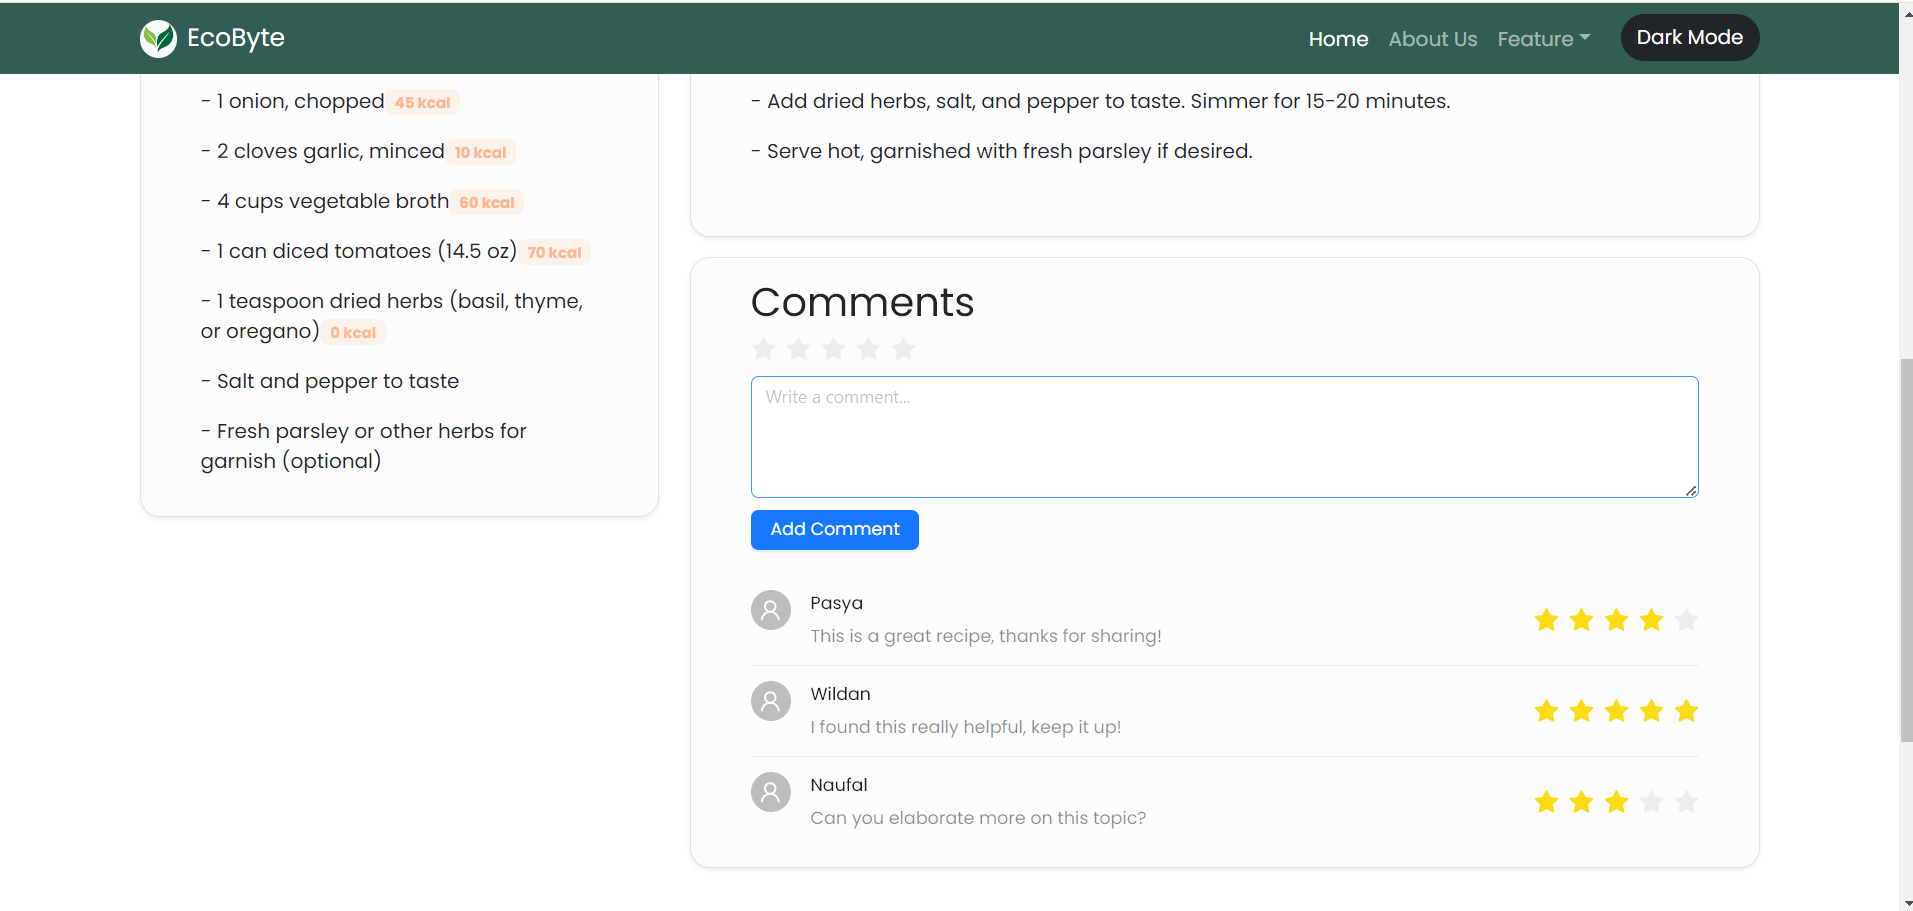 EcoByte
Home
About Us
Feature
Dark Mode
- 1 onion, chopped 45 kcal
- 2 cloves garlic, minced 10 kcal
- 4 cups vegetable broth 60 kcal
- 1 can diced tomatoes (14.5 oz) 70 kcal
- 1 teaspoon dried herbs (basil, thyme,
or oregano) 0 kcal
- Salt and pepper to taste
- Fresh parsley or other herbs for
garnish (optional)
- Add dried herbs, salt, and pepper to taste. Simmer for 15-20 minutes.
- Serve hot, garnished with fresh parsley if desired.
Comments
Write a comment...
Add Comment
Pasya
This is a great recipe, thanks for sharing!
Wildan
I found this really helpful, keep it up!
Naufal
Can you elaborate more on this topic?